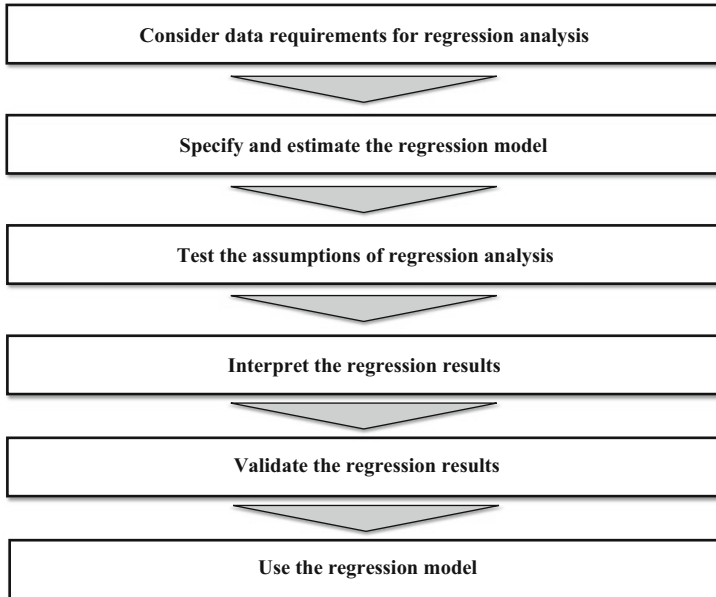 Consider data requirements for regression analysis
Specify and estimate the regression model
Test the assumptions of regression analysis
Interpret the regression results
Validate the regression results
Use the regression model